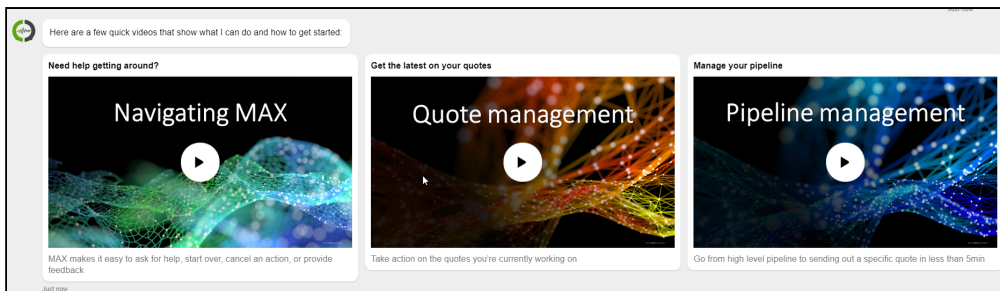 Here are a few quick videos that show what I can do and how to get started:
Need help getting around?
Navigating MAX
MAX makes it easy to ask for help, start over, cancel an action, or provide
feedback
Get the latest on your quotes
Quote management
Take action on the quotes you're currently working on
Manage your pipeline
Pipeline management
Go from high level pipeline to sending out a specific quote in less than 5min
Just now